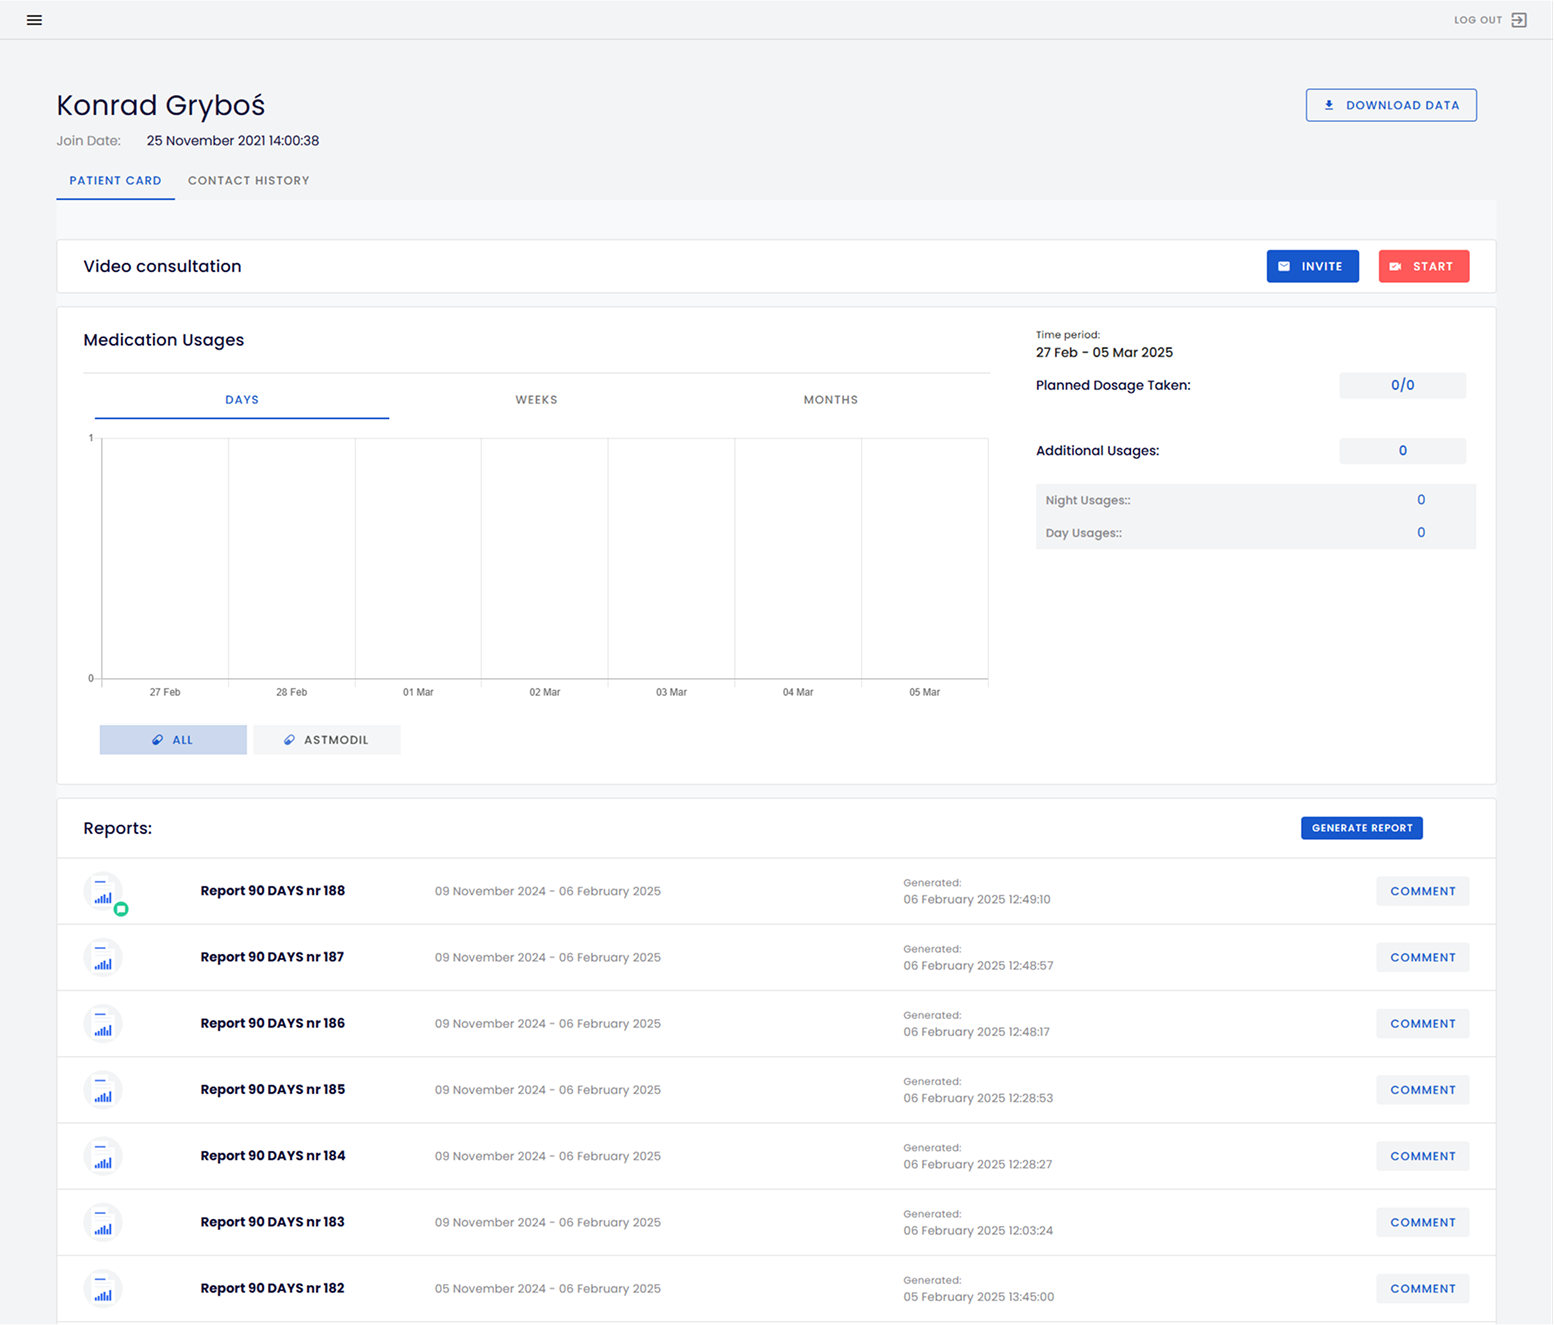 LOG OUT
Konrad Gryboś
DOWNLOAD DATA
Join Date: 25 November 2021 14:00:38
PATIENT CARD CONTACT HISTORY
Video consultation
INVITE START
Medication Usages
Time period:
27 Feb - 05 Mar 2025
Planned Dosage Taken: 0/0
DAYS WEEKS MONTHS
1
Additional Usages: 0
Night Usages:: 0
Day Usages:: 0
0
27 Feb 28 Feb 01 Mar 02 Mar 03 Mar 04 Mar 05 Mar
ALL ASTMODIL
Reports: GENERATE REPORT
Report 90 DAYS nr 188 09 November 2024 - 06 February 2025 Generated:
06 February 2025 12:49:10
COMMENT
Report 90 DAYS nr 187 09 November 2024 - 06 February 2025 Generated:
06 February 2025 12:48:57
COMMENT
Report 90 DAYS nr 186 09 November 2024 - 06 February 2025 Generated:
06 February 2025 12:48:17
COMMENT
Report 90 DAYS nr 185 09 November 2024 - 06 February 2025 Generated:
06 February 2025 12:28:53
COMMENT
Report 90 DAYS nr 184 09 November 2024 - 06 February 2025 Generated:
06 February 2025 12:28:27
COMMENT
Report 90 DAYS nr 183 09 November 2024 - 06 February 2025 Generated:
06 February 2025 12:03:24
COMMENT
Report 90 DAYS nr 182 05 November 2024 - 06 February 2025 Generated:
05 February 2025 13:45:00
COMMENT